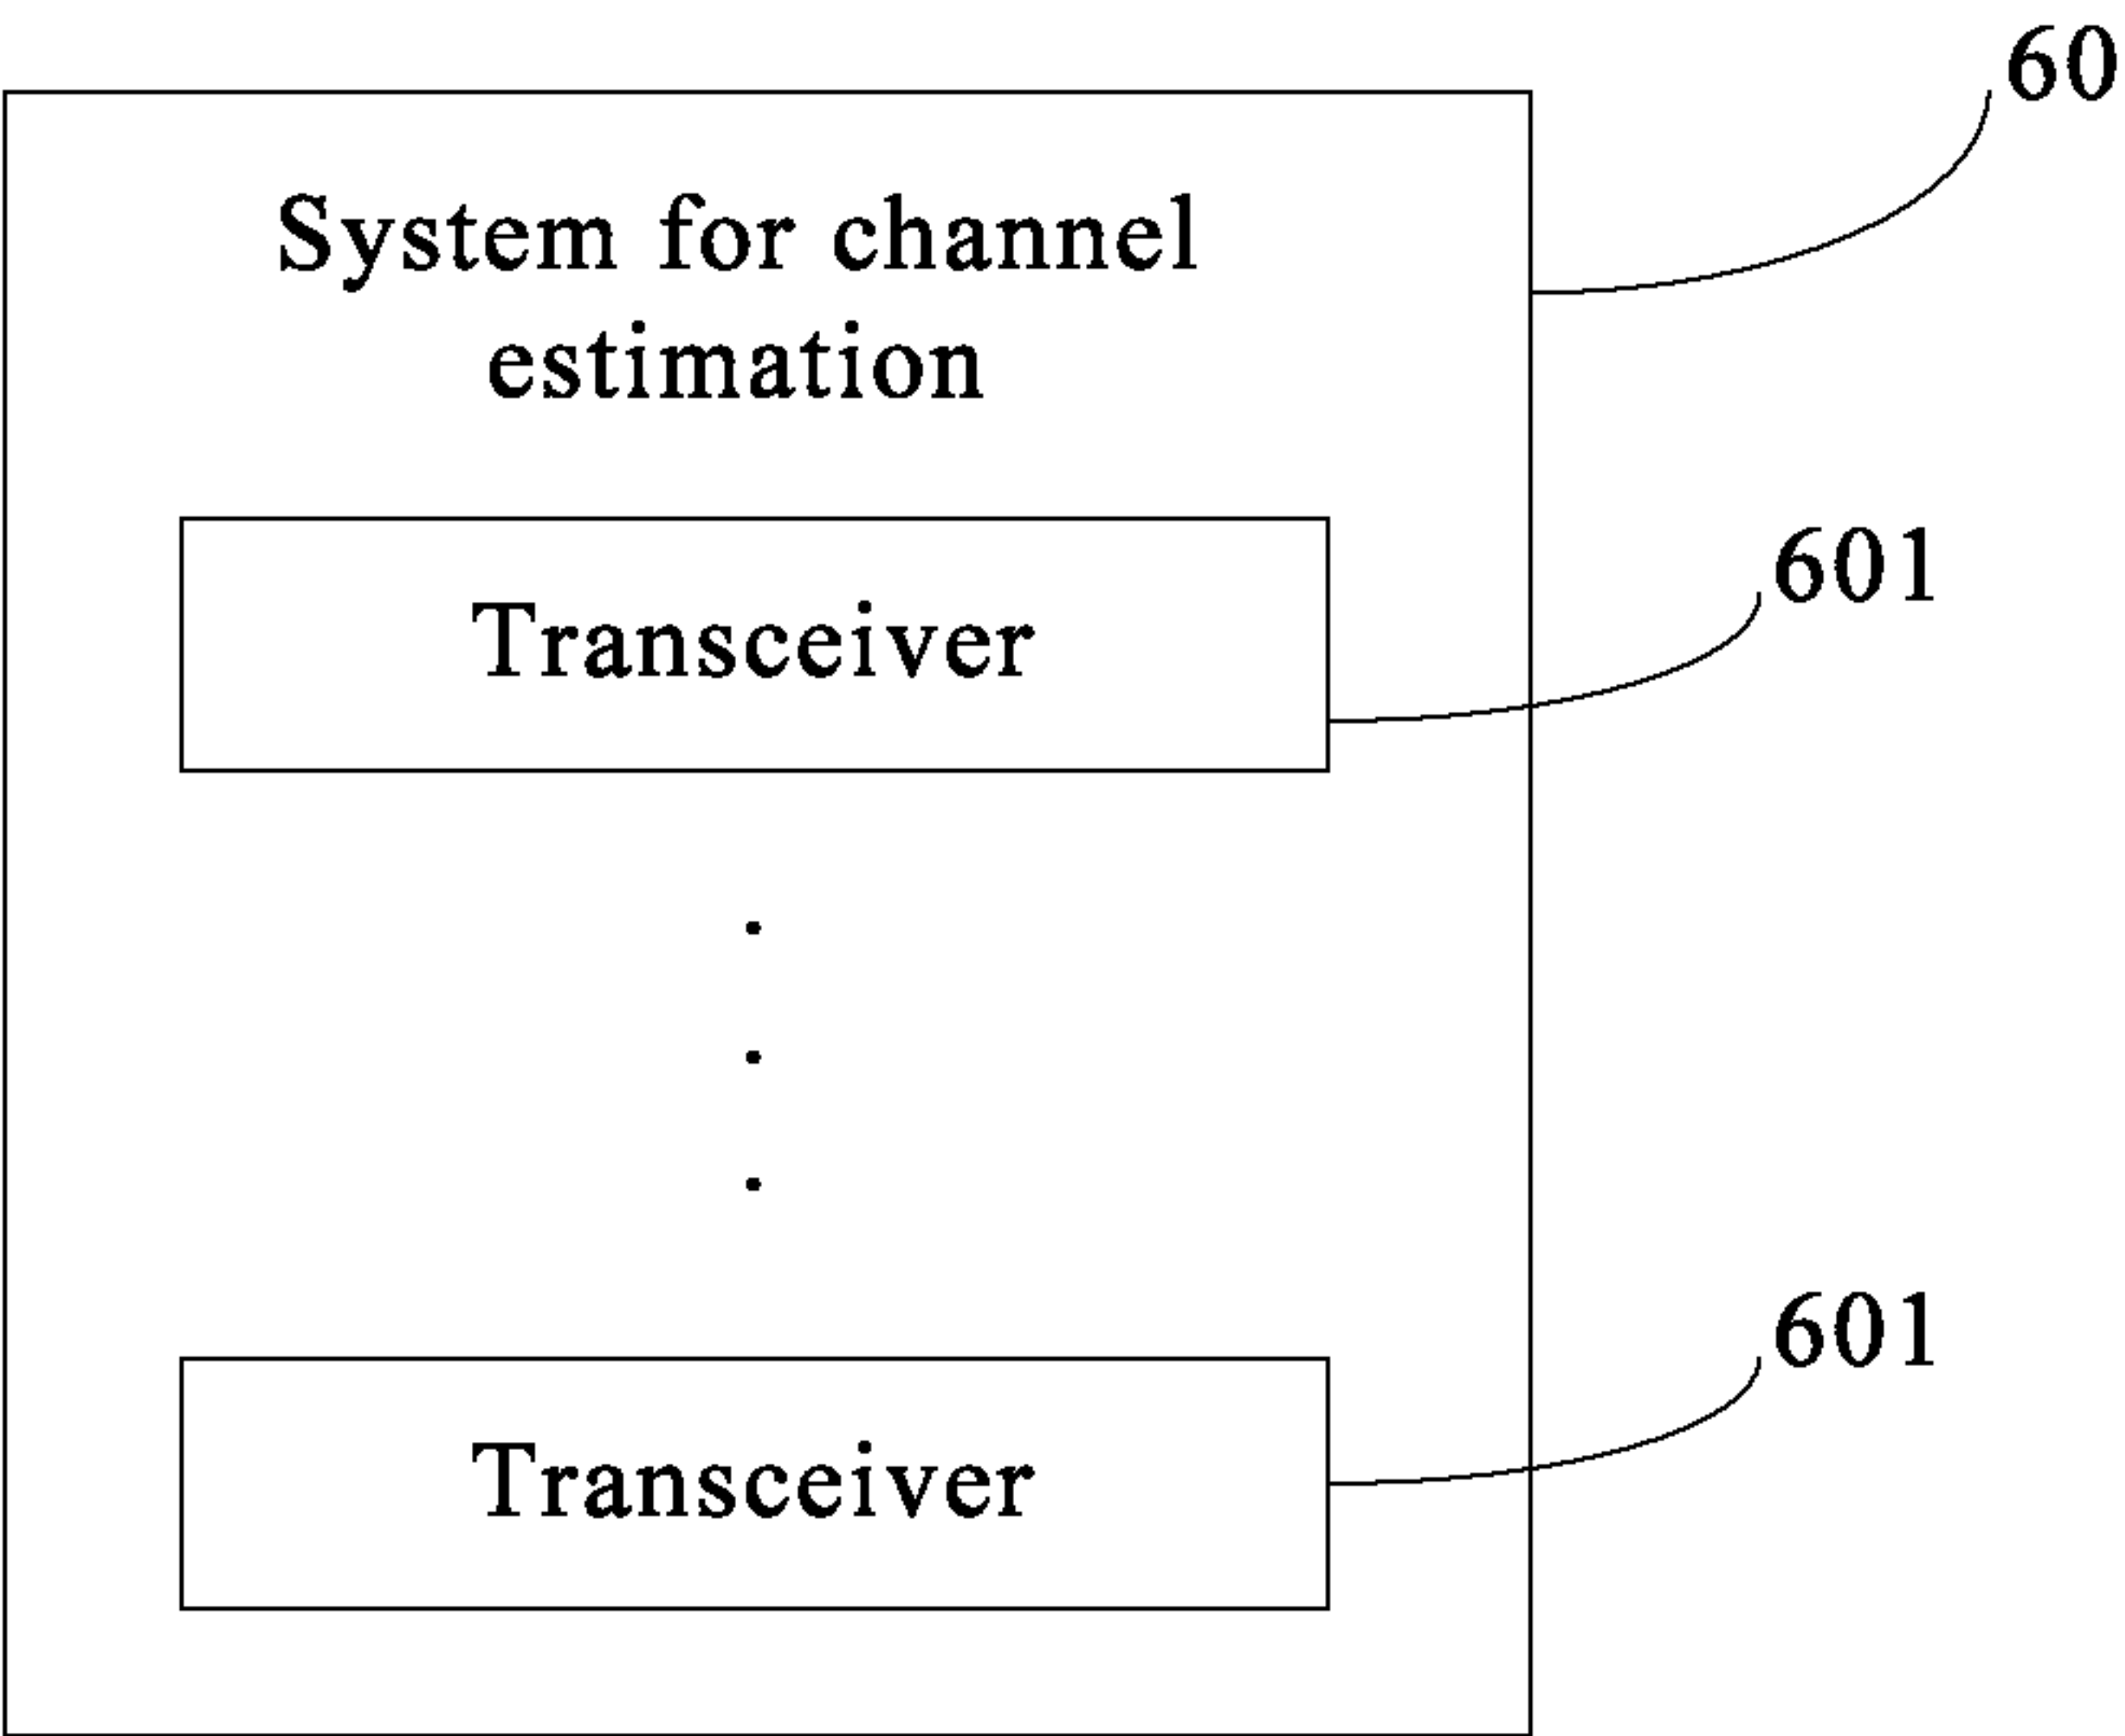 60
System for channel
estimation
601
Transceiver
.
.
.
601
Transceiver